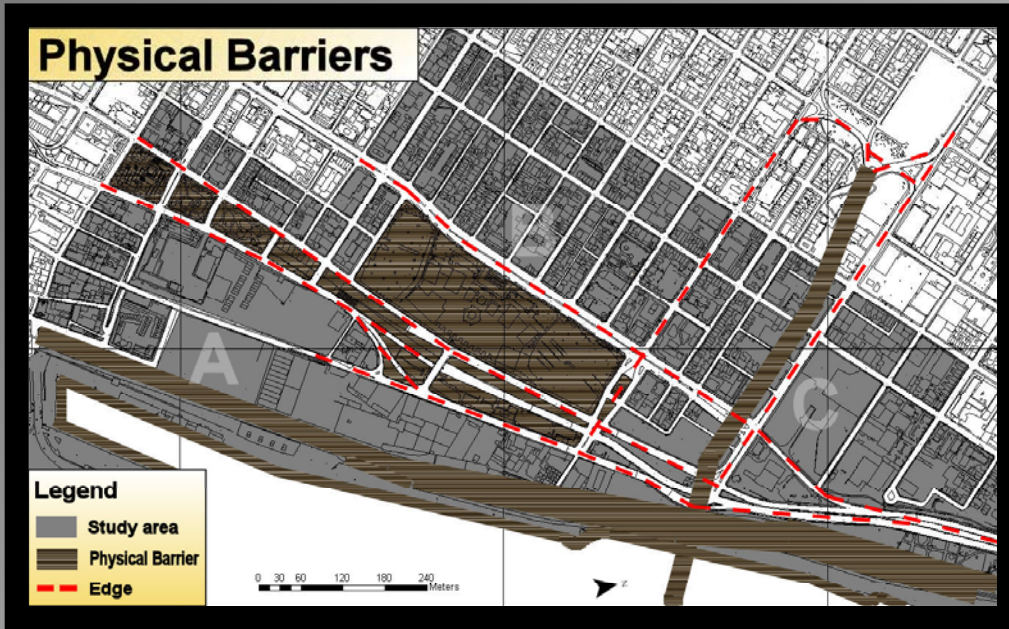 Physical Barriers
B
A
C
Legend
Study area
Physical Barrier
Edge
0 30 60 120 180 240
Meters
z